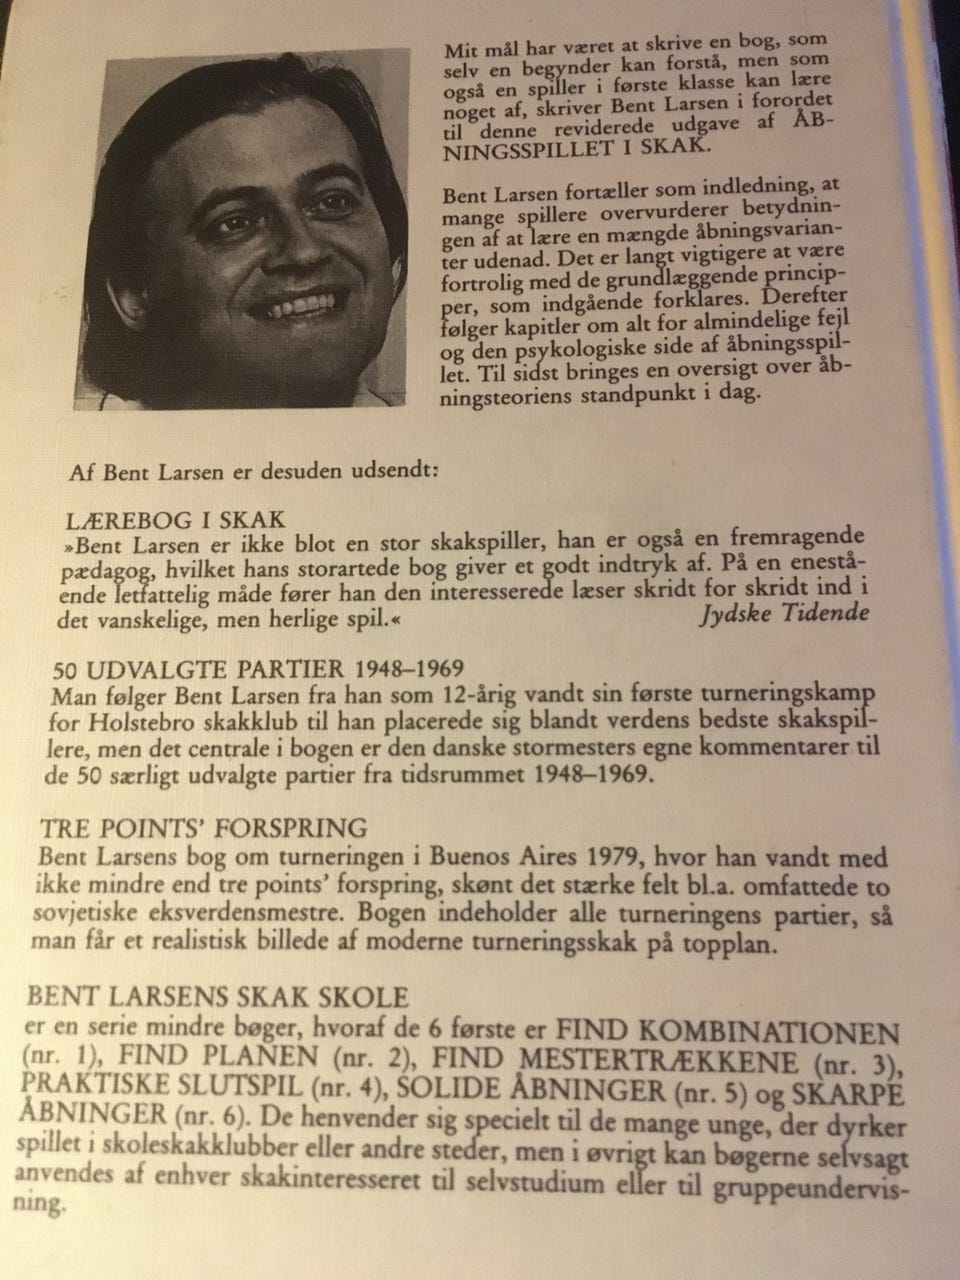 Mit mål har været at skrive en bog, som
selv en begynder kan forstå, men som
også en spiller i første klasse kan lære
noget af, skriver Bent Larsen i forordet
til denne reviderede udgave af ÅB-
NINGSSPILLET I SKAK.
Bent Larsen fortæller som indledning, at
mange spillere overvurderer betydnin-
gen af at lære en mængde åbningsvarian-
ter udenad. Det er langt vigtigere at være
fortrolig med de grundlæggende princip-
per, som indgående forklares. Derefter
følger kapitler om alt for almindelige fejl
og den psykologiske side af åbningsspil-
let. Til sidst bringes en oversigt over åb-
ningsteoriens standpunkt i dag.
Af Bent Larsen er desuden udsendt:
LÆREBOG I SKAK
»Bent Larsen er ikke blot en stor skakspiller, han er også en fremragende
pædagog, hvilket hans storartede bog giver et godt indtryk af. På en enestå-
ende letfattelig måde fører han den interesserede læser skridt for skridt ind i
det vanskelige, men herlige spil.« Jydske Tidende
50 UDVALGTE PARTIER 1948–1969
Man følger Bent Larsen fra han som 12-årig vandt sin første turneringskamp
for Holstebro skakklub til han placerede sig blandt verdens bedste skakspil-
lere, men det centrale i bogen er den danske stormesters egne kommentarer til
de 50 særligt udvalgte partier fra tidsrummet 1948–1969.
TRE POINTS' FORSPRING
Bent Larsens bog om turneringen i Buenos Aires 1979, hvor han vandt med
ikke mindre end tre points' forspring, skønt det stærke felt bl.a. omfattede to
sovjetiske eksverdensmestre. Bogen indeholder alle turneringens partier, så
man får et realistisk billede af moderne turneringsskak på topplan.
BENT LARSENS SKAK SKOLE
er en serie mindre bøger, hvoraf de 6 første er FIND KOMBINATIONEN
(nr. 1), FIND PLANEN (nr. 2), FIND MESTERTRÆKKENE (nr. 3),
PRAKTISKE SLUTSPIL (nr. 4), SOLIDE ÅBNINGER (nr. 5) og SKARPE
ÅBNINGER (nr. 6). De henvender sig specielt til de mange unge, der dyrker
spillet i skoleskakklubber eller andre steder, men i øvrigt kan bøgerne selvsagt
anvendes af enhver skakinteresseret til selvstudium eller til gruppeundervis-
ning.